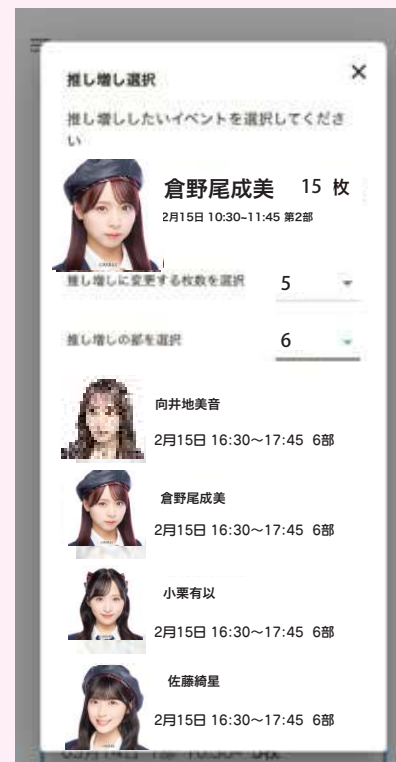 推し増し選択
×
推し増ししたいイベントを選択してくださ
い
倉野尾成美 15 枚
2月15日 10:30~11:45 第2部
推し増しに変更する枚数を選択 5
推し増しの部を選択 6
向井地美音
2月15日 16:30〜17:45 6部
倉野尾成美
2月15日 16:30〜17:45 6部
小栗有以
2月15日 16:30〜17:45 6部
佐藤綺星
2月15日 16:30〜17:45 6部